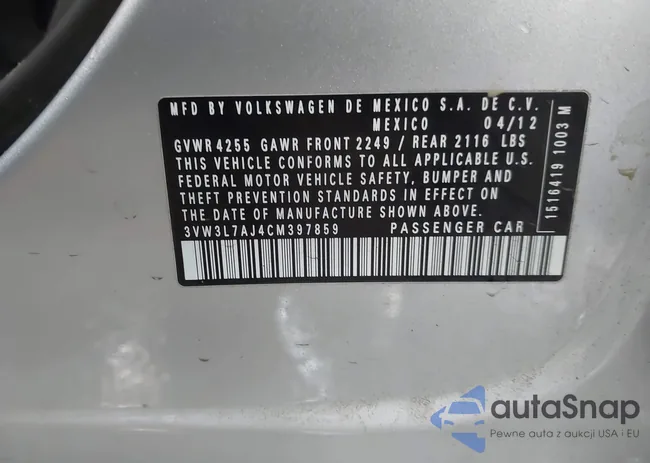 MFD BY VOLKSWAGEN DE MEXICO S.A. DE C.V.
MEXICO 04/12
GVWR 4255 GAWR FRONT 2249 / REAR 2116 LBS
THIS VEHICLE CONFORMS TO ALL APPLICABLE U.S.
FEDERAL MOTOR VEHICLE SAFETY, BUMPER AND
THEFT PREVENTION STANDARDS IN EFFECT ON
THE DATE OF MANUFACTURE SHOWN ABOVE.
3VW3L7AJ4CM397859 PASSENGER CAR
1516419 1003 M
autoSnap
Pewne auta z aukcji USA i EU